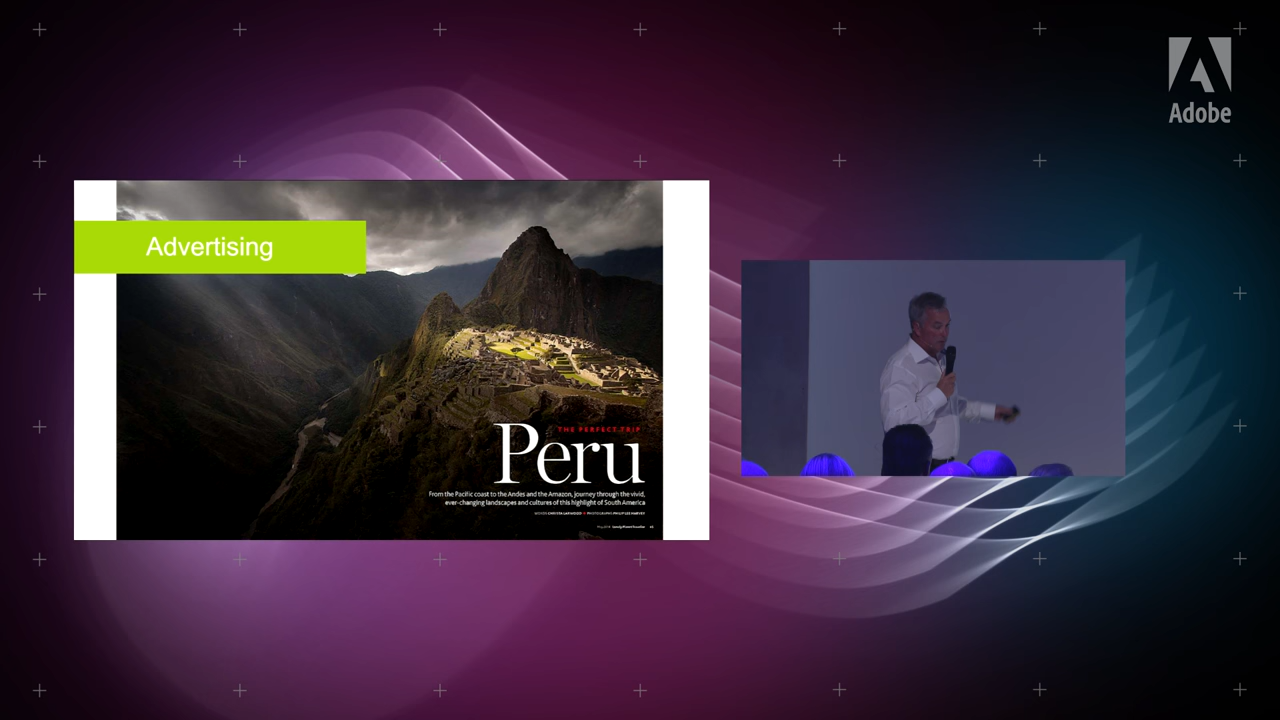 Adobe
Advertising
THE PERFECT TRIP
Peru
From the Pacific coast to the Andes and the Amazon, journey through the vivid,
ever-changing landscapes and cultures of this highlight of South America